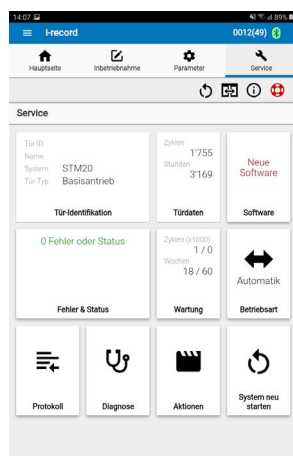 14:07 89%
i-record 0012(49)
Hauptseite Inbetriebnahme Parameter Service
Service
Tür ID
Name
System STM20
Tür-Typ Basisantrieb
Tür-Identifikation
Zyklen
1'755
Stunden
3'169
Türdaten
Neue
Software
Software
0 Fehler oder Status
Fehler & Status
Zyklen (x1000)
1 / 0
Wochen
18 / 60
Wartung
Automatik
Betriebsart
Protokoll
Diagnose
Aktionen
System neu
starten